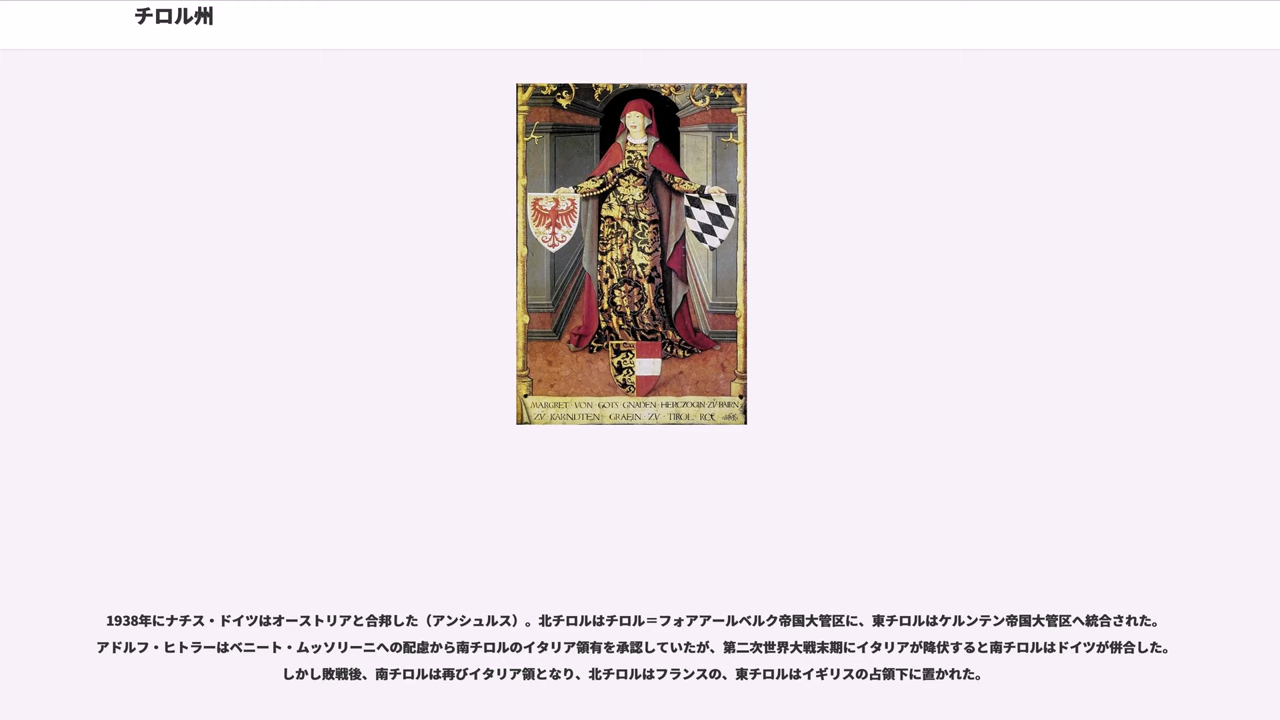 チロル州
MARGRET · VON · GOTS · GNADEN · HERCZOGIN · ZV̊ BAIRN
ZV · KARNDTEN · GRAEIN · ZV · TIROL
1938年にナチス・ドイツはオーストリアと合邦した（アンシュルス）。北チロルはチロル＝フォアアールベルク帝国大管区に、東チロルはケルンテン帝国大管区へ統合された。
アドルフ・ヒトラーはベニート・ムッソリーニへの配慮から南チロルのイタリア領有を承認していたが、第二次世界大戦末期にイタリアが降伏すると南チロルはドイツが併合した。
しかし敗戦後、南チロルは再びイタリア領となり、北チロルはフランスの、東チロルはイギリスの占領下に置かれた。